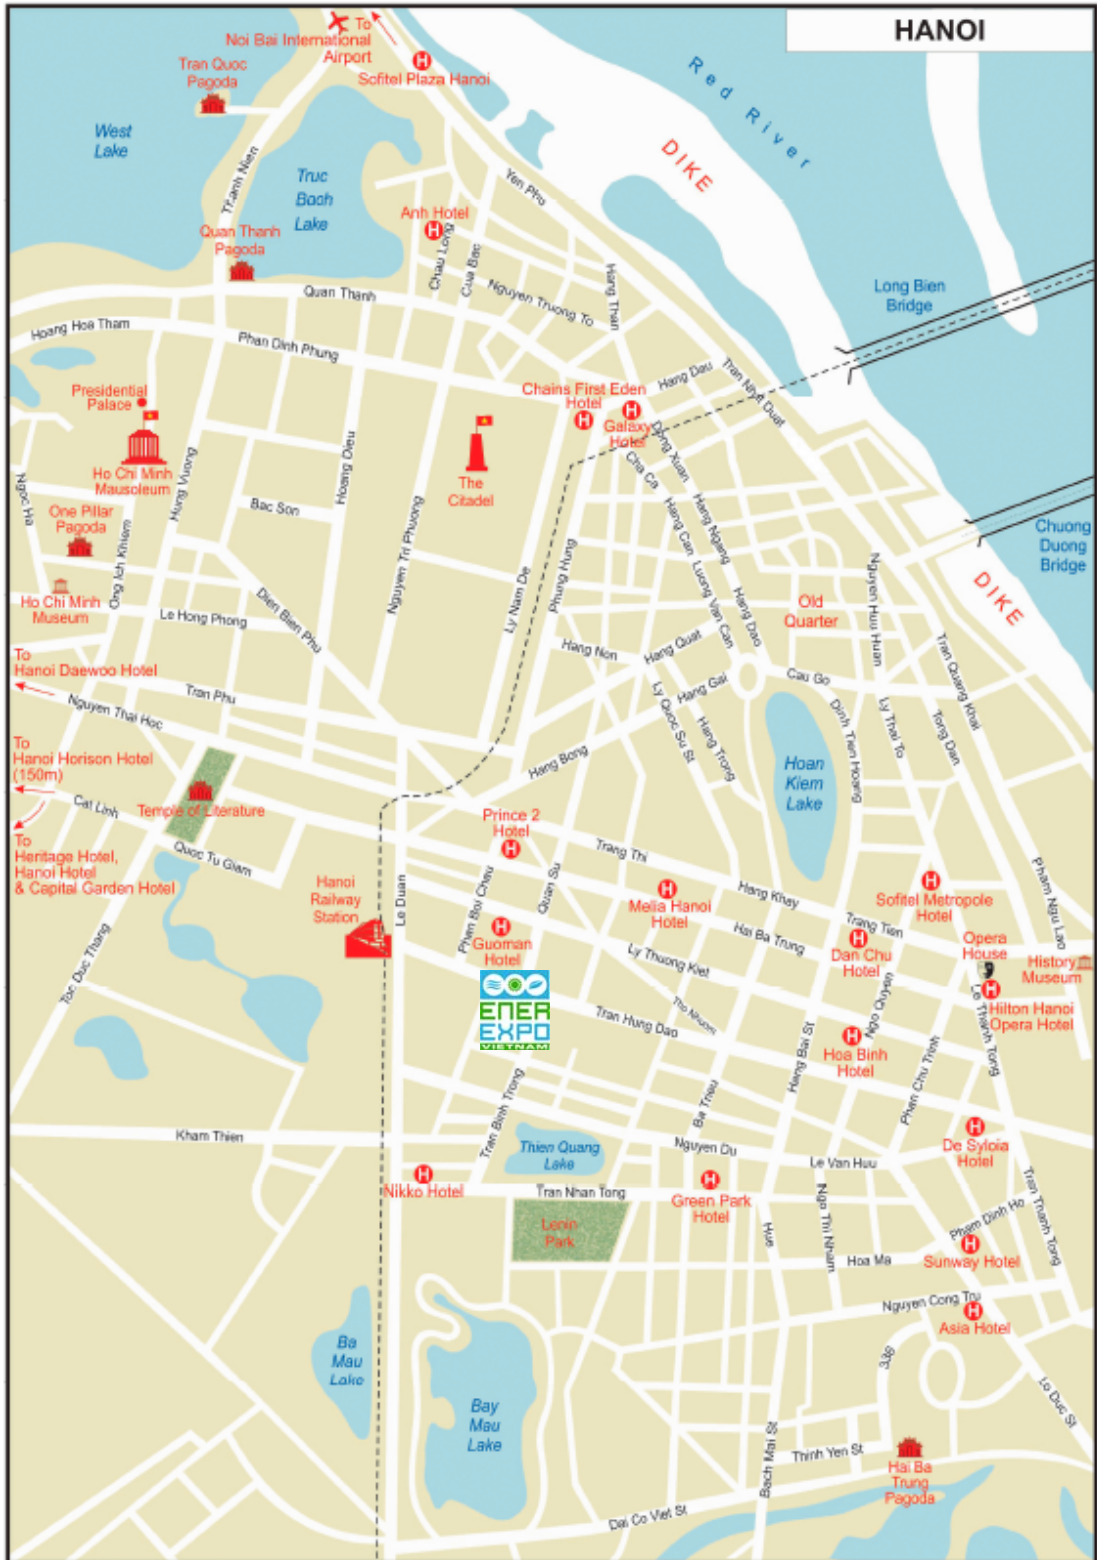 HANOI
To
Noi Bai International
Airport
Sofitel Plaza Hanoi
Tran Quoc
Pagoda
Red River
West
Lake
DIKE
Thanh Nien
Truc
Bach
Lake
Yen Phu
Anh Hotel
Quan Thanh
Pagoda
Chau Long
Cua Bac
Hang Than
Long Bien
Bridge
Quan Thanh
Nguyen Truong To
Hoang Hoa Tham
Phan Dinh Phung
Hang Dau
Tran Nhat Duat
Presidential
Palace
Chains First Eden
Hotel
Galaxy
Hotel
Dong Xuan
Hoang Dieu
Ho Chi Minh
Mausoleum
The
Citadel
Cha Ca
Ngoc Ha
Hung Vuong
Bac Son
Nguyen Tri Phuong
Hang Can
Hang Ngang
One Pillar
Pagoda
Ong Ich Khiem
Chuong
Duong
Bridge
Phung Hung
Ly Nam De
Luong Van Can
Nguyen Huu Huan
DIKE
Ho Chi Minh
Museum
Dien Bien Phu
Le Hong Phong
Hang Dao
Old
Quarter
Hang Non
Hang Quat
Tran Quang Khai
To
Hanoi Daewoo Hotel
Tran Phu
Hang Gai
Cau Go
Nguyen Thai Hoc
Ly Quoc Su St
Hang Trong
Dinh Tien Hoang
Ly Thai To
Tong Dan
To
Hanoi Horison Hotel
(150m)
Hang Bong
Hoan
Kiem
Lake
Cat Linh
Temple of Literature
To
Heritage Hotel,
Hanoi Hotel
& Capital Garden Hotel
Quoc Tu Giam
Prince 2
Hotel
Trang Thi
Hanoi
Railway
Station
Le Duan
Phan Boi Chau
Quan Su
Melia Hanoi
Hotel
Hang Khay
Sofitel Metropole
Hotel
Pham Ngu Lao
Trang Tien
Hai Ba Trung
Guoman
Hotel
Ly Thuong Kiet
Dan Chu
Hotel
Opera
House
History
Museum
Toc Duc Thang
ENER
EXPO
VIETNAM
Tho Nhuom
Tran Hung Dao
Ngo Quyen
Hilton Hanoi
Opera Hotel
Le Thanh Tong
Hang Bai St
Hoa Binh
Hotel
Phan Chu Trinh
Tran Binh Trong
Ba Trieu
Kham Thien
Thien Quang
Lake
Nguyen Du
De Syloia
Hotel
Le Van Huu
Nikko Hotel
Tran Nhan Tong
Green Park
Hotel
Ngo Thi Nham
Tran Thanh Tong
Lenin
Park
Hue
Pham Dinh Ho
Hoa Ma
Sunway Hotel
Nguyen Cong Tru
Asia Hotel
Ba
Mau
Lake
336
Lo Duc St
Bay
Mau
Lake
Bach Mai St
Thinh Yen St
Hai Ba
Trung
Pagoda
Dai Co Viet St